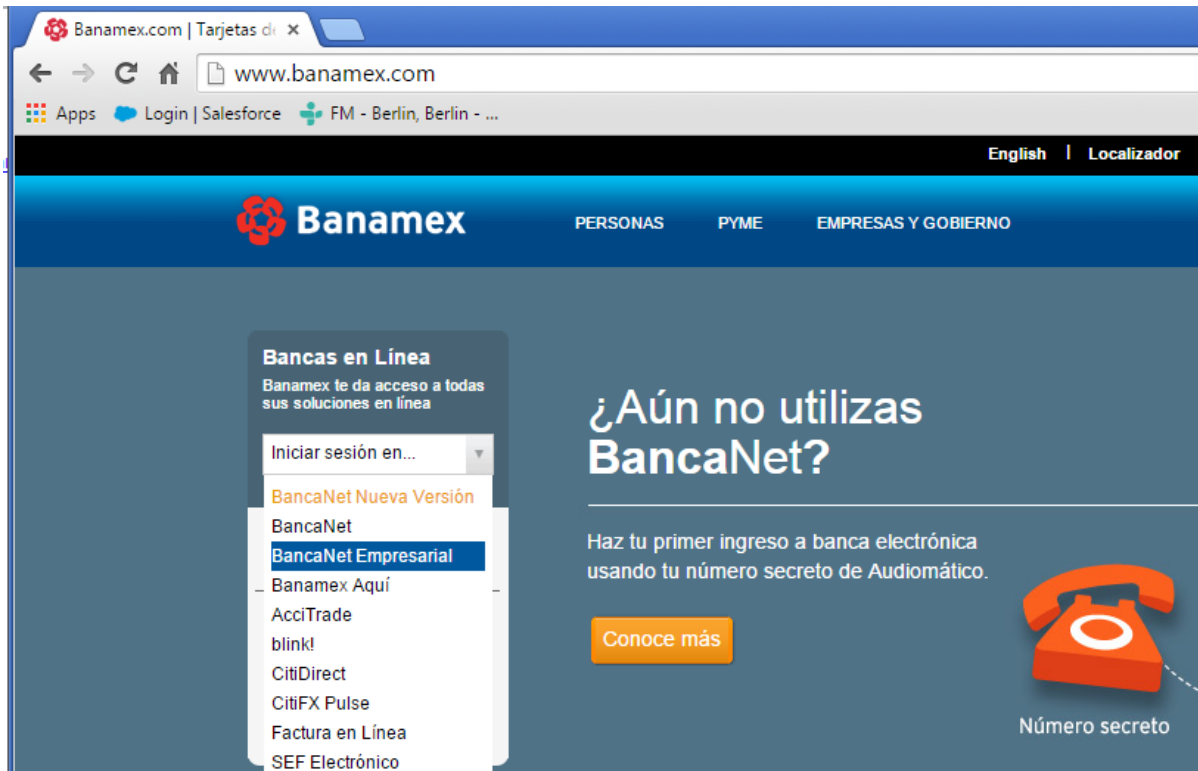 Banamex.com | Tarjetas de
www.banamex.com
Apps
Login | Salesforce
FM - Berlin, Berlin - ...
English | Localizador
Banamex
PERSONAS
PYME
EMPRESAS Y GOBIERNO
Bancas en Línea
Banamex te da acceso a todas
sus soluciones en línea
Iniciar sesión en...
BancaNet Nueva Versión
BancaNet
BancaNet Empresarial
Banamex Aquí
AcciTrade
blink!
CitiDirect
CitiFX Pulse
Factura en Línea
SEF Electrónico
¿Aún no utilizas
BancaNet?
Haz tu primer ingreso a banca electrónica
usando tu número secreto de Audiomático.
Conoce más
Número secreto